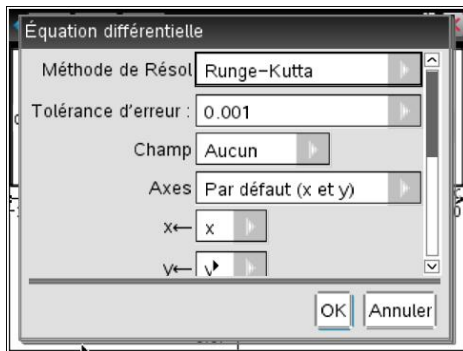 Équation différentielle
Méthode de Résol Runge-Kutta
Tolérance d'erreur : 0.001
Champ Aucun
Axes Par défaut (x et y)
x← x
y←
OK Annuler